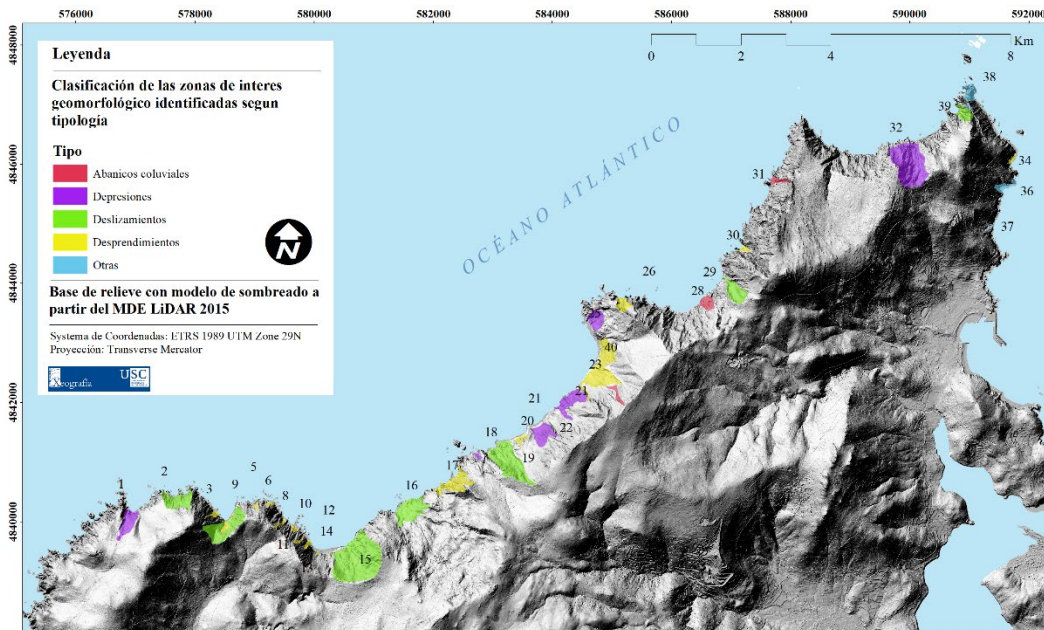 576000 578000 580000 582000 584000 586000 588000 590000 592000
4848000
4846000
4844000
4842000
4840000
Leyenda
Clasificación de las zonas de interes
geomorfológico identificadas segun
tipología
Tipo
Abanicos coluviales
Depresiones
Deslizamientos
Desprendimientos
Otras
N
Base de relieve con modelo de sombreado a
partir del MDE LiDAR 2015
Systema de Coordenadas: ETRS 1989 UTM Zone 29N
Proyección: Transverse Mercator
Xeografía USC
OCÉANO ATLÁNTICO
Km
0 2 4 8
38
39
32
34
31
36
37
30
26
29
28
40
23
21
21
20
22
18
19
17
16
1
2
3
9
5
6
8
10
12
11
14
15